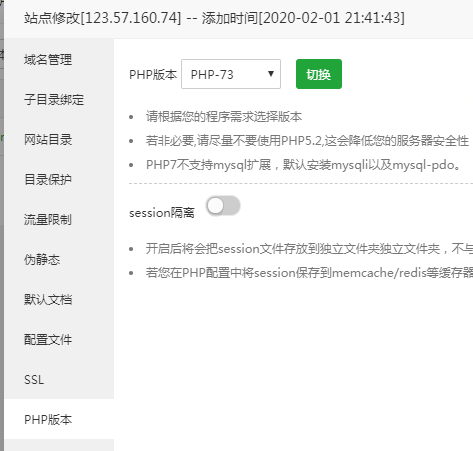 站点修改[123.57.160.74] -- 添加时间[2020-02-01 21:41:43]
域名管理
子目录绑定
网站目录
目录保护
流量限制
伪静态
默认文档
配置文件
SSL
PHP版本
PHP版本 PHP-73 切换
请根据您的程序需求选择版本
若非必要,请尽量不要使用PHP5.2,这会降低您的服务器安全性
PHP7不支持mysql扩展，默认安装mysqli以及mysql-pdo。
session隔离
开启后将会把session文件存放到独立文件夹独立文件夹，不与
若您在PHP配置中将session保存到memcache/redis等缓存器